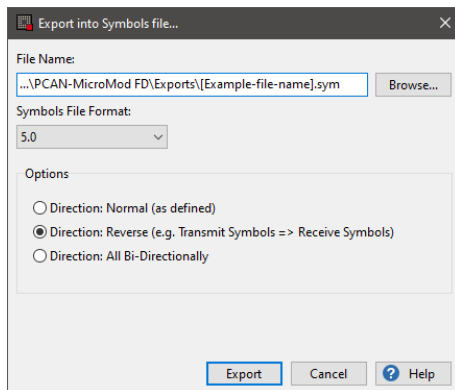 Export into Symbols file...
File Name:
...\PCAN-MicroMod FD\Exports\[Example-file-name].sym
Browse...
Symbols File Format:
5.0
Options
Direction: Normal (as defined)
Direction: Reverse (e.g. Transmit Symbols => Receive Symbols)
Direction: All Bi-Directionally
Export
Cancel
Help